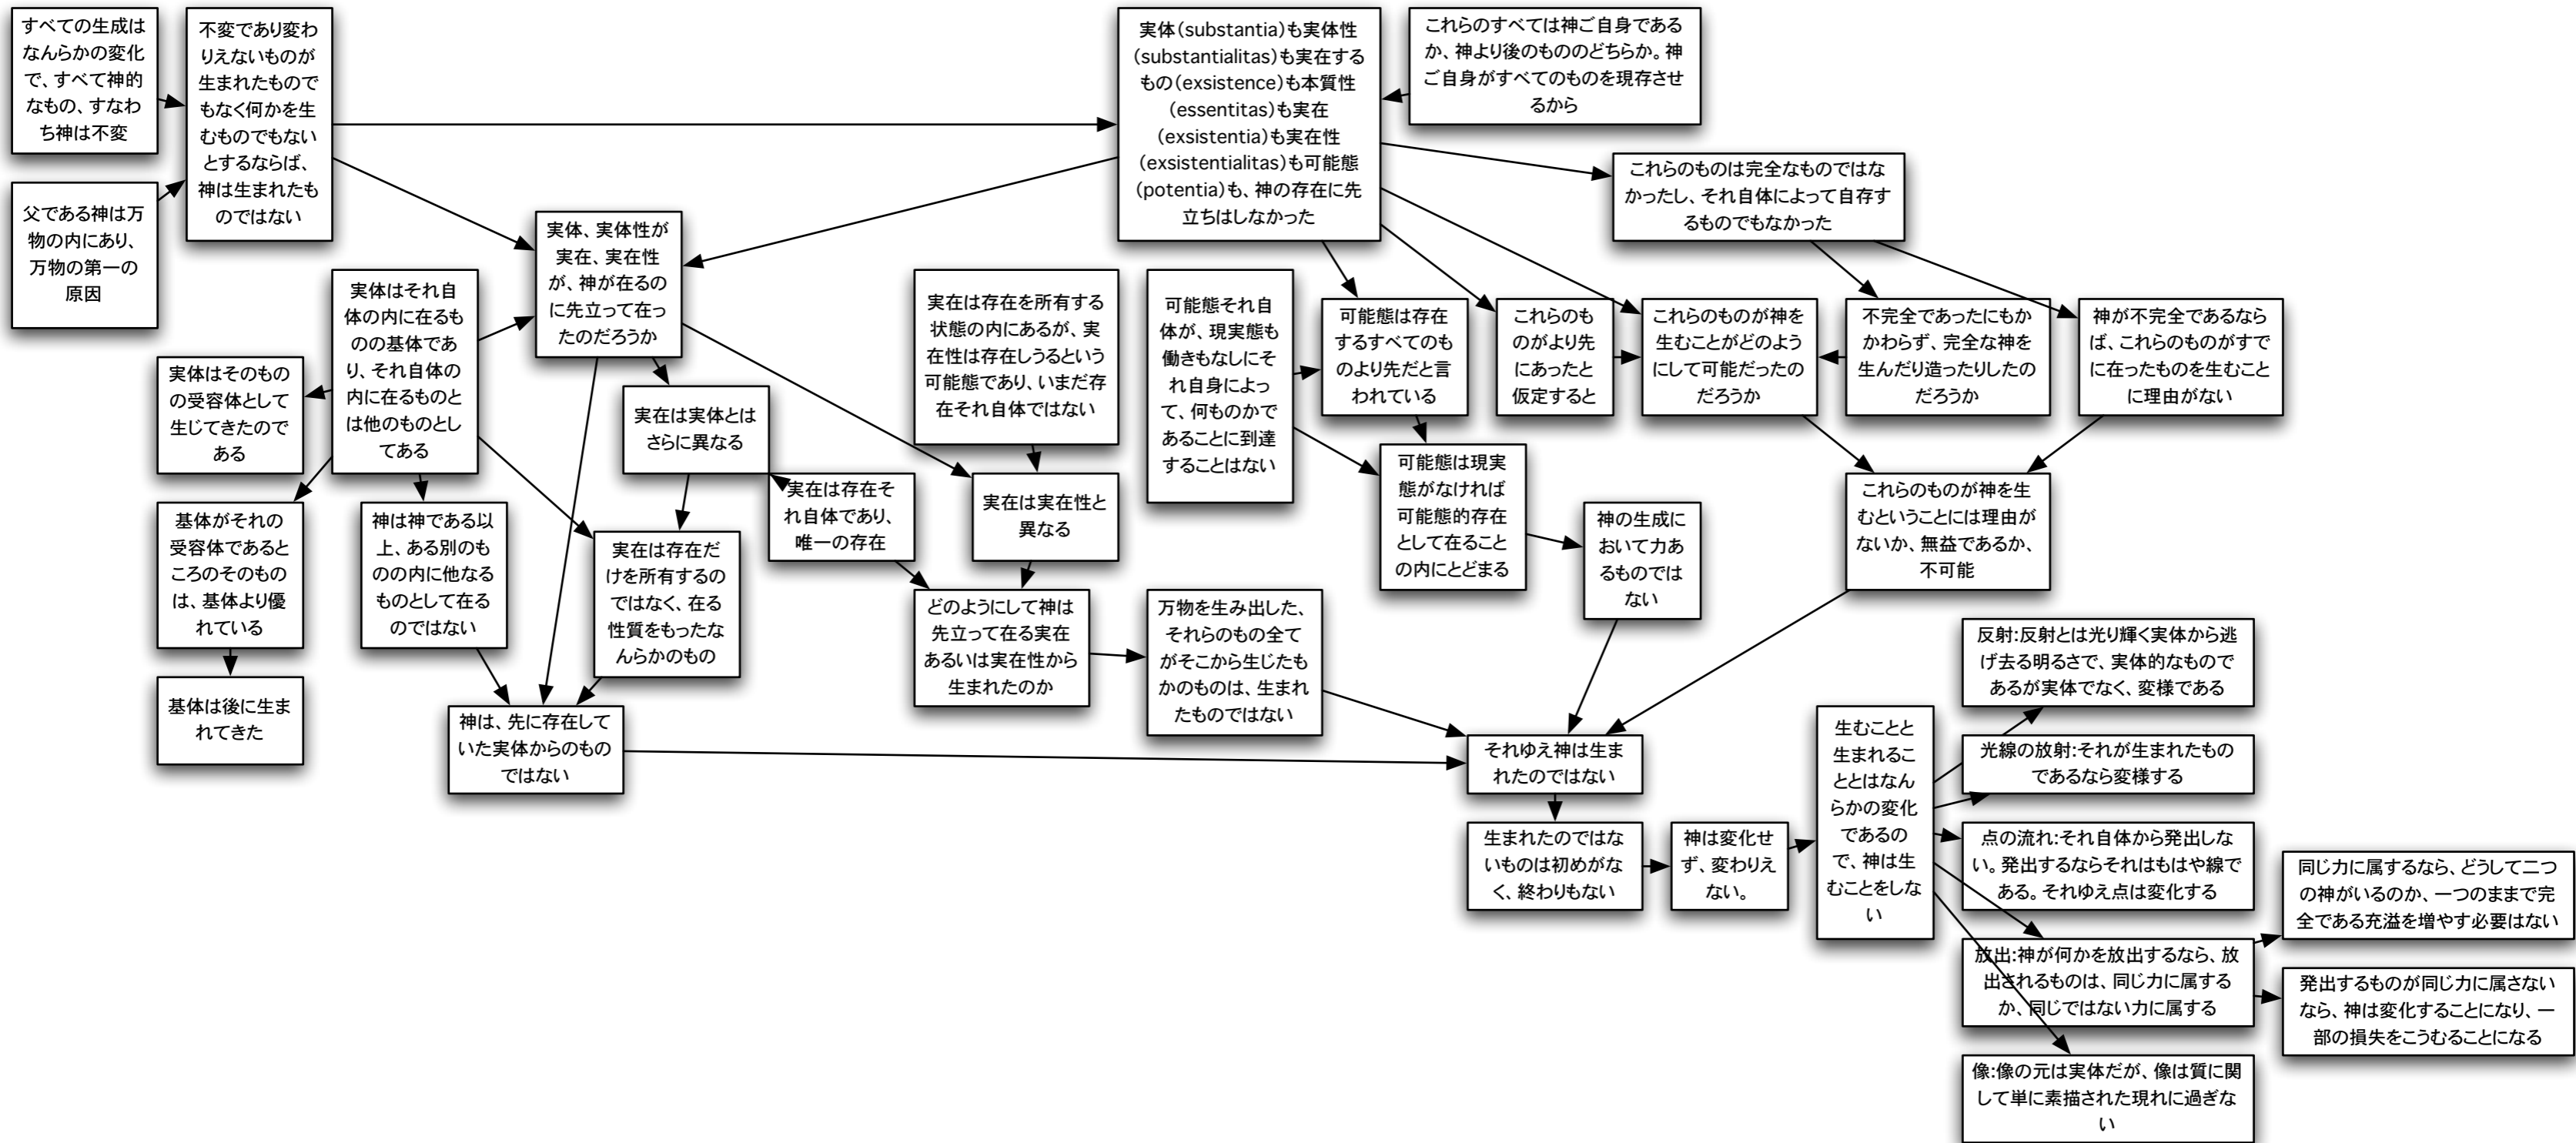 すべての生成は
なんらかの変化
で、すべて神的
なもの、すなわ
ち神は不変
不変であり変わ
りえないものが
生まれたもので
もなく何かを生
むものでもない
とするならば、
神は生まれたも
のではない
実体(substantia)も実体性
(substantialitas)も実在する
もの(exsistence)も本質性
(essentitas)も実在
(exsistentia)も実在性
(exsistentialitas)も可能態
(potentia)も、神の存在に先
立ちはしなかった
これらのすべては神ご自身である
か、神より後のもののどちらか。神
ご自身がすべてのものを現存させ
るから
父である神は万
物の内にあり、
万物の第一の
原因
これらのものは完全なものではな
かったし、それ自体によって自存す
るものでもなかった
実体、実体性が
実在、実在性
が、神が在るの
に先立って在っ
たのだろうか
実体はそれ自
体の内に在るも
のの基体であ
り、それ自体の
内に在るものと
は他のものとし
てある
実在は存在を所有する
状態の内にあるが、実
在性は存在しうるという
可能態であり、いまだ存
在それ自体ではない
可能態それ自
体が、現実態も
働きもなしにそ
れ自身によっ
て、何ものかで
あることに到達
することはない
可能態は存在
するすべてのも
のより先だと言
われている
これらのも
のがより先
にあったと
仮定すると
これらのものが神を
生むことがどのよう
にして可能だったの
だろうか
不完全であったにもか
かわらず、完全な神を
生んだり造ったりしたの
だろうか
神が不完全であるなら
ば、これらのものがすで
に在ったものを生むこと
に理由がない
実体はそのもの
の受容体として
生じてきたので
ある
実在は実体とは
さらに異なる
基体がそれの
受容体であると
ころのそのもの
は、基体より優
れている
神は神である以
上、ある別のも
のの内に他なる
ものとして在る
のではない
実在は存在だ
けを所有するの
ではなく、在る
性質をもったな
んらかのもの
実在は存在そ
れ自体であり、
唯一の存在
実在は実在性と
異なる
可能態は現実
態がなければ
可能態的存在
として在ること
の内にとどまる
神の生成に
おいて力あ
るものでは
ない
これらのものが神を生
むということには理由が
ないか、無益であるか、
不可能
基体は後に生ま
れてきた
神は、先に存在して
いた実体からのもの
ではない
どのようにして神は
先立って在る実在
あるいは実在性から
生まれたのか
万物を生み出した、
それらのもの全て
がそこから生じたも
かのものは、生まれ
たものではない
それゆえ神は生ま
れたのではない
生まれたのではな
いものは初めがな
く、終わりもない
神は変化せ
ず、変わりえ
ない。
生むことと
生まれるこ
ととはなん
らかの変化
であるの
で、神は生
むことをしな
い
反射:反射とは光り輝く実体から逃
げ去る明るさで、実体的なもので
あるが実体でなく、変様である
光線の放射:それが生まれたもの
であるなら変様する
点の流れ:それ自体から発出しな
い。発出するならそれはもはや線で
ある。それゆえ点は変化する
放出:神が何かを放出するなら、放
出されるものは、同じ力に属する
か、同じではない力に属する
像:像の元は実体だが、像は質に関
して単に素描された現れに過ぎな
い
同じ力に属するなら、どうして二つ
の神がいるのか、一つのままで完
全である充溢を増やす必要はない
発出するものが同じ力に属さない
なら、神は変化することになり、一
部の損失をこうむることになる